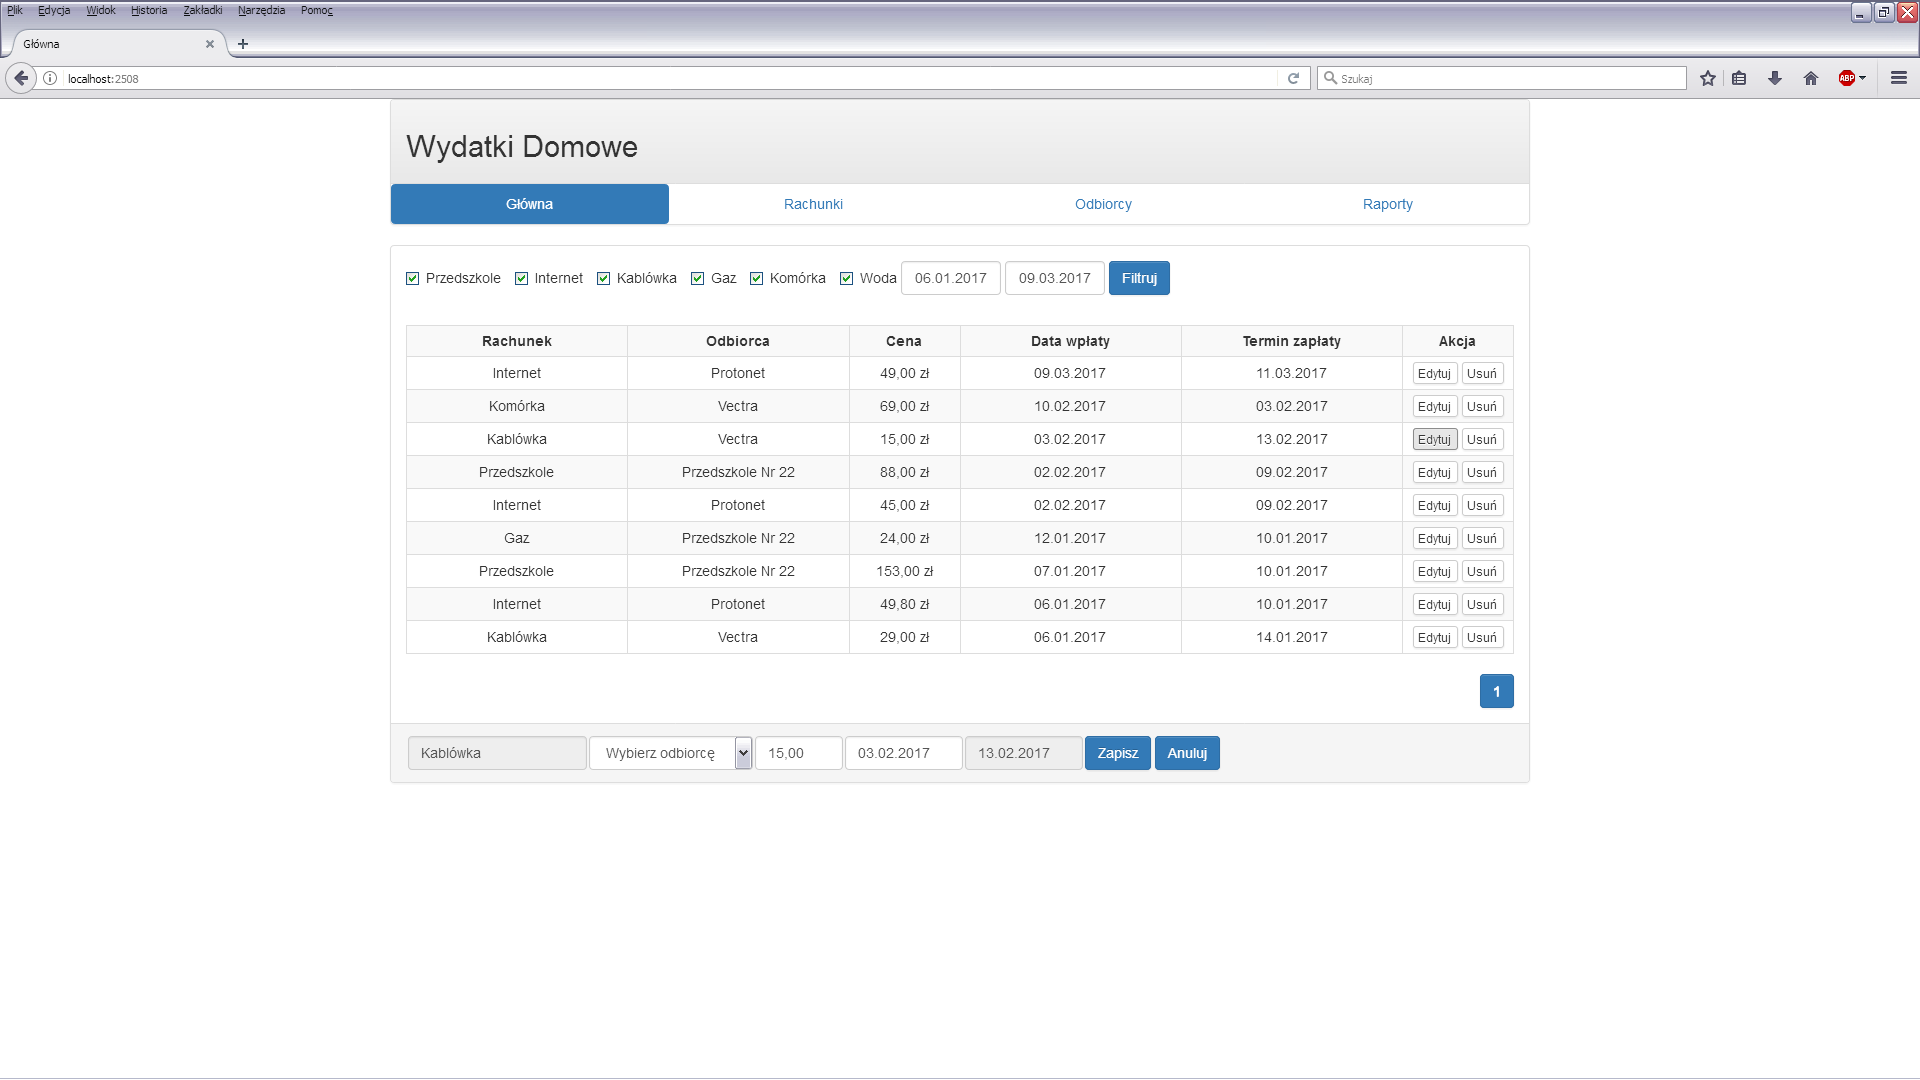 Plik Edycja Widok Historia Zakładki Narzędzia Pomoc
Główna
localhost:2508
Szukaj
ABP
Wydatki Domowe
Główna Rachunki Odbiorcy Raporty
Przedszkole Internet Kablówka Gaz Komórka Woda 06.01.2017 09.03.2017 Filtruj
Rachunek Odbiorca Cena Data wpłaty Termin zapłaty Akcja
Internet Protonet 49,00 zł 09.03.2017 11.03.2017 Edytuj Usuń
Komórka Vectra 69,00 zł 10.02.2017 03.02.2017 Edytuj Usuń
Kablówka Vectra 15,00 zł 03.02.2017 13.02.2017 Edytuj Usuń
Przedszkole Przedszkole Nr 22 88,00 zł 02.02.2017 09.02.2017 Edytuj Usuń
Internet Protonet 45,00 zł 02.02.2017 09.02.2017 Edytuj Usuń
Gaz Przedszkole Nr 22 24,00 zł 12.01.2017 10.01.2017 Edytuj Usuń
Przedszkole Przedszkole Nr 22 153,00 zł 07.01.2017 10.01.2017 Edytuj Usuń
Internet Protonet 49,80 zł 06.01.2017 10.01.2017 Edytuj Usuń
Kablówka Vectra 29,00 zł 06.01.2017 14.01.2017 Edytuj Usuń
1
Kablówka Wybierz odbiorcę 15,00 03.02.2017 13.02.2017 Zapisz Anuluj